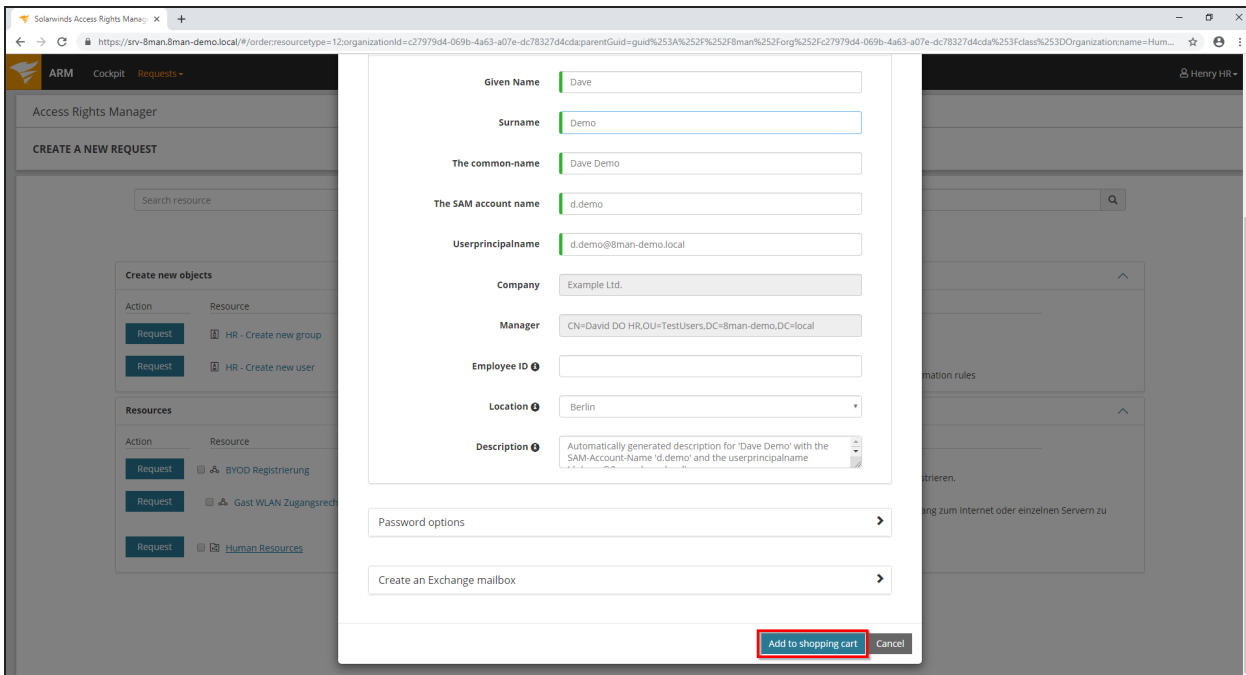 Solarwinds Access Rights Manag
https://srv-8man.8man-demo.local/#/order;resourcetype=12;organizationId=c27979d4-069b-4a63-a07e-dc78327d4cda;parentGuid=guid%253A%252F%252F8man%252Forg%252Fc27979d4-069b-4a63-a07e-dc78327d4cda%253Fclass%253DOrganization;name=Hum...
ARM Cockpit Requests Henry HR
Access Rights Manager
CREATE A NEW REQUEST
Search resource
Create new objects
Action Resource
Request HR - Create new group
Request HR - Create new user
mation rules
Resources
Action Resource
Request BYOD Registrierung
trieren.
Request Gast WLAN Zugangsrech
ang zum Internet oder einzelnen Servern zu
Request Human Resources
Given Name Dave
Surname Demo
The common-name Dave Demo
The SAM account name d.demo
Userprincipalname d.demo@8man-demo.local
Company Example Ltd.
Manager CN=David DO HR,OU=TestUsers,DC=8man-demo,DC=local
Employee ID
Location Berlin
Description Automatically generated description for 'Dave Demo' with the
SAM-Account-Name 'd.demo' and the userprincipalname
Password options
Create an Exchange mailbox
Add to shopping cart Cancel